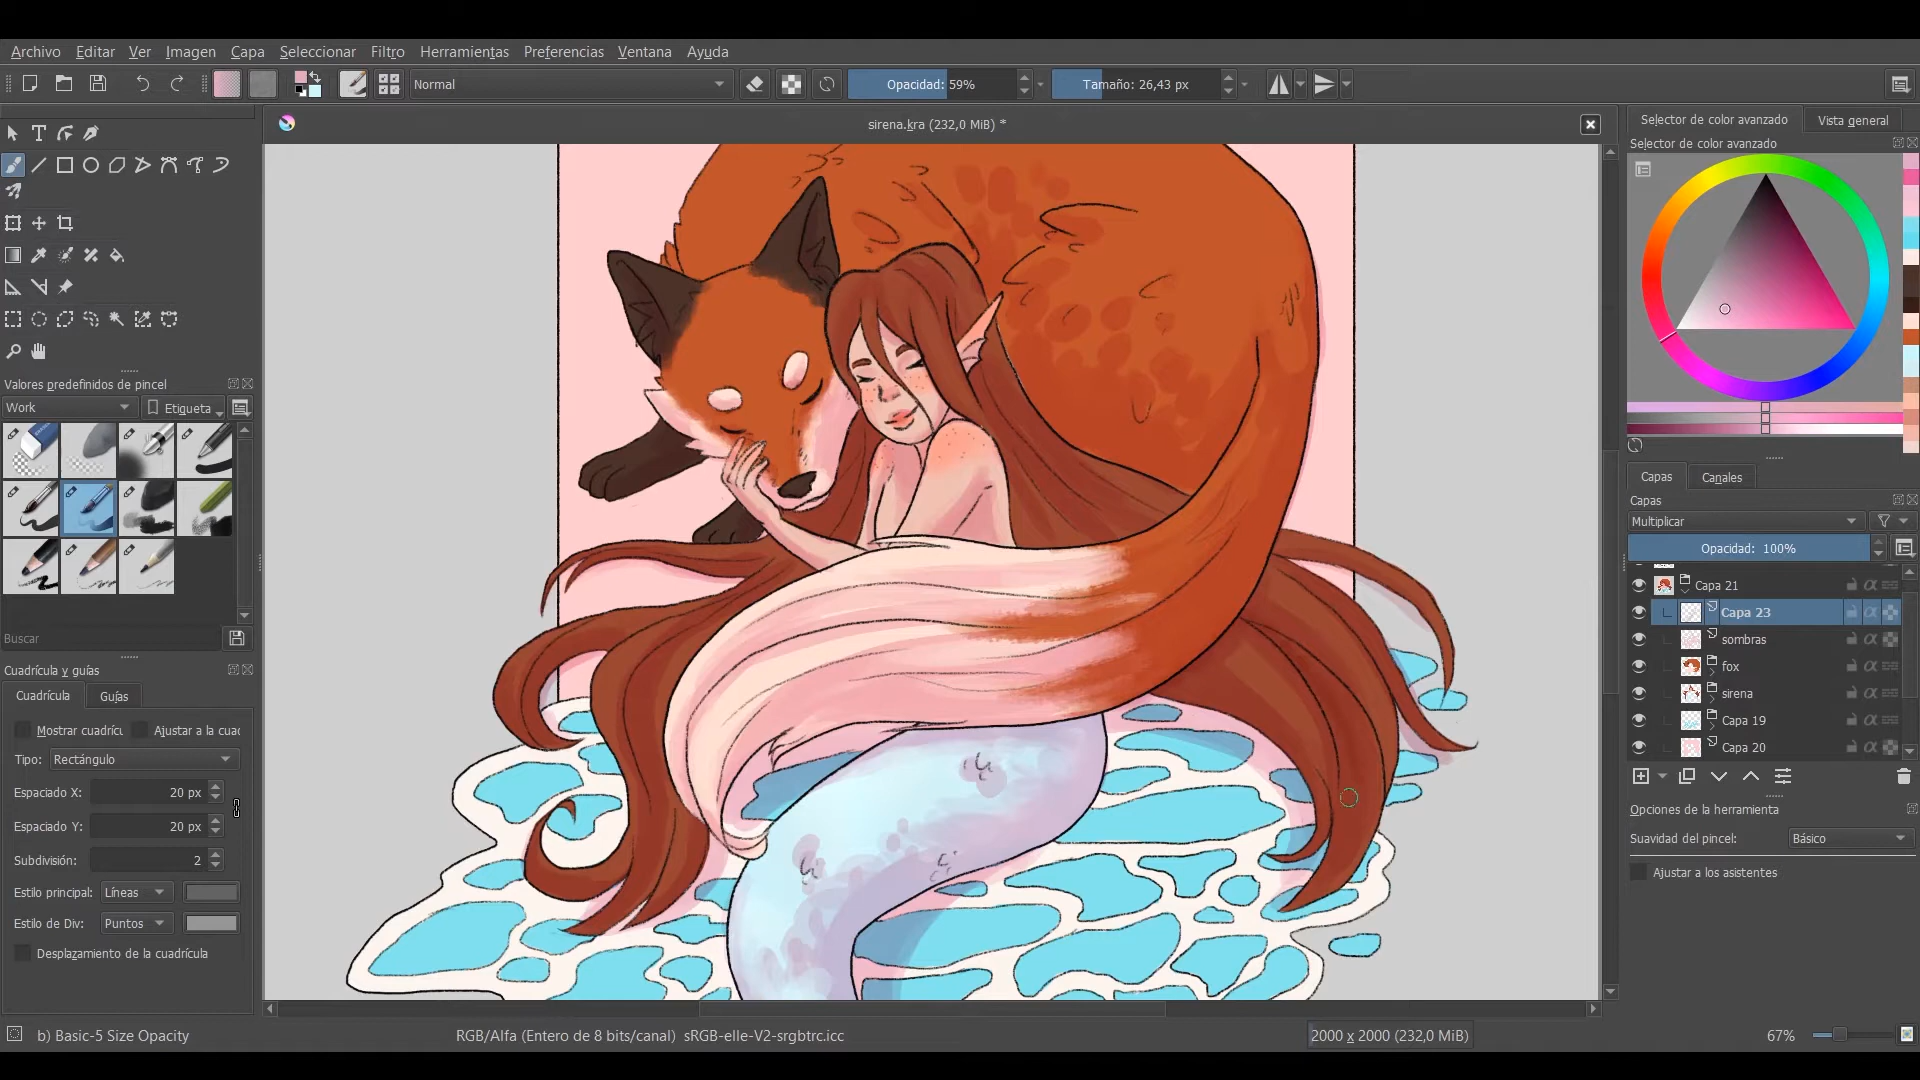 Archivo Editar Ver Imagen Capa Seleccionar Filtro Herramientas Preferencias Ventana Ayuda
Normal Opacidad: 59% Tamaño: 26,43 px
sirena.kra (232,0 MiB) *
Selector de color avanzado Vista general
Selector de color avanzado
Valores predefinidos de pincel
Work Etiqueta
Buscar
Cuadrícula y guías
Cuadrícula Guías
Mostrar cuadrícu Ajustar a la cuac
Tipo: Rectángulo
Espaciado X: 20 px
Espaciado Y: 20 px
Subdivisión: 2
Estilo principal: Líneas
Estilo de Div: Puntos
Desplazamiento de la cuadrícula
Capas Canales
Capas
Multiplicar
Opacidad: 100%
Capa 21
Capa 23
sombras
fox
sirena
Capa 19
Capa 20
Opciones de la herramienta
Suavidad del pincel: Básico
Ajustar a los asistentes
b) Basic-5 Size Opacity RGB/Alfa (Entero de 8 bits/canal) sRGB-elle-V2-srgbtrc.icc 2000 x 2000 (232,0 MiB) 67%